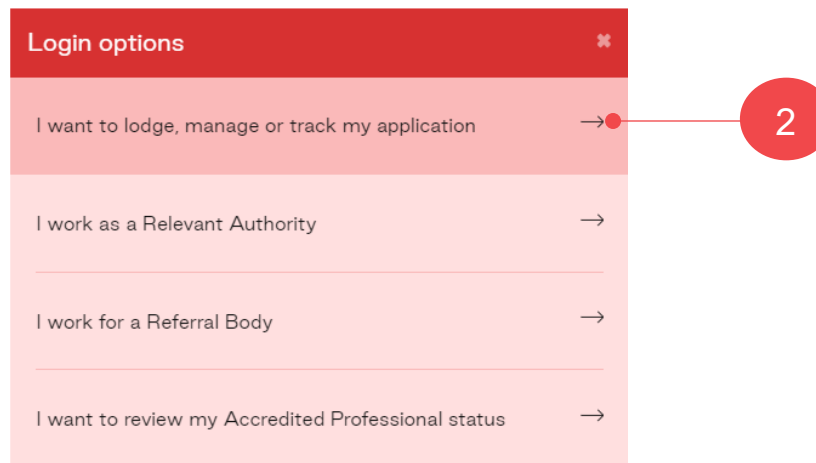 Login options
I want to lodge, manage or track my application
2
I work as a Relevant Authority
I work for a Referral Body
I want to review my Accredited Professional status